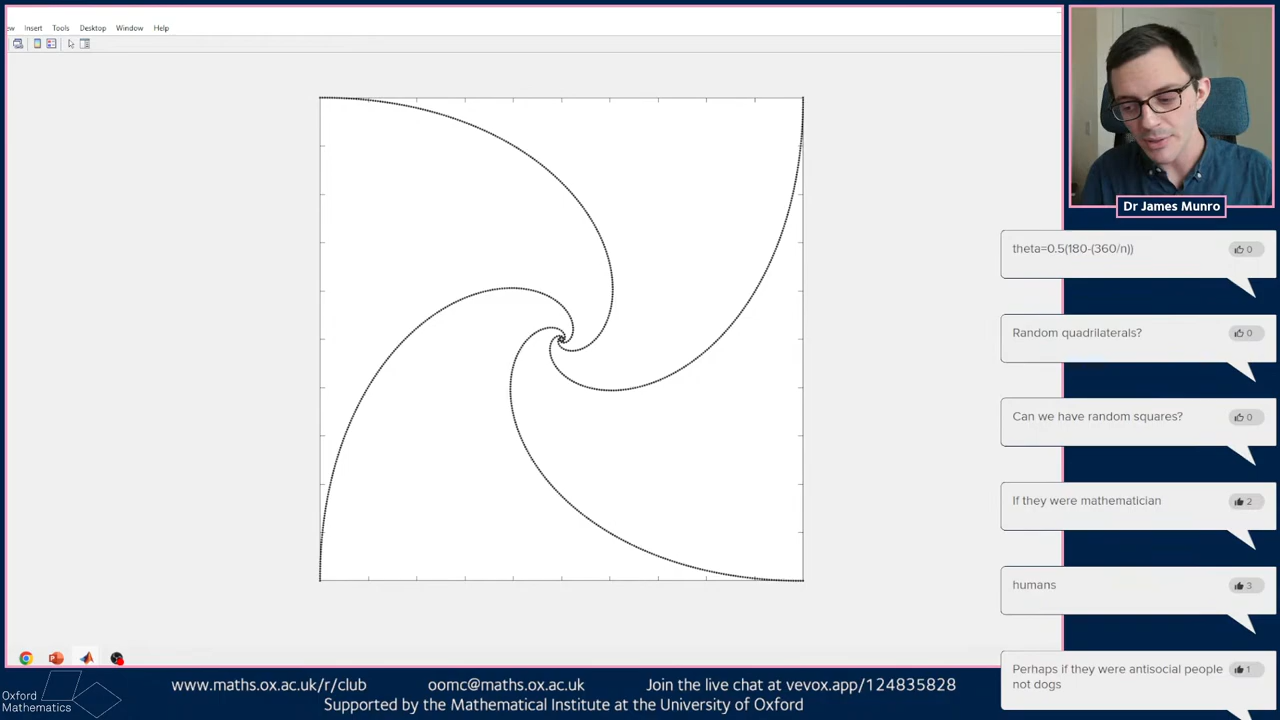 ew Insert Tools Desktop Window Help
Dr James Munro
theta=0.5(180-(360/n))
0
Random quadrilaterals?
0
Can we have random squares?
0
If they were mathematician
2
humans
3
Perhaps if they were antisocial people
not dogs
1
Oxford
Mathematics
www.maths.ox.ac.uk/r/club oomc@maths.ox.ac.uk Join the live chat at vevox.app/124835828
Supported by the Mathematical Institute at the University of Oxford